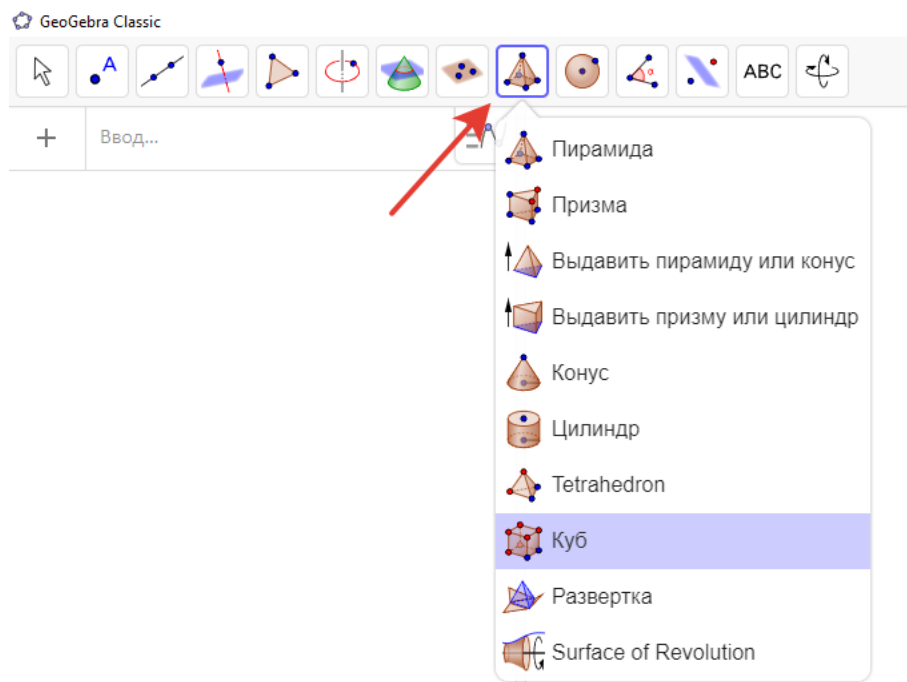 GeoGebra Classic
A
α
ABC
Ввод...
Пирамида
Призма
Выдавить пирамиду или конус
Выдавить призму или цилиндр
Конус
Цилиндр
Tetrahedron
Куб
Развертка
Surface of Revolution